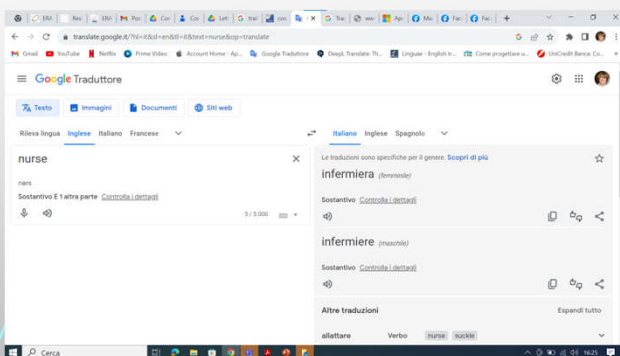 translate.google.it/?hl=it&sl=en&tl=it&text=nurse&op=translate
Gmail YouTube Netflix Prime Video Account Home - Ap... Google Traduttore DeepL Translate: Th... Linguee - English tr... Come progettare u... UniCredit Banca: Co...
Google Traduttore
Testo Immagini Documenti Siti web
Rileva lingua Inglese Italiano Francese
Italiano Inglese Spagnolo
nurse
nərs
Sostantivo E 1 altra parte Controlla i dettagli
5 / 5.000
Le traduzioni sono specifiche per il genere. Scopri di più
infermiera (femminile)
Sostantivo Controlla i dettagli
infermiere (maschile)
Sostantivo Controlla i dettagli
Altre traduzioni Espandi tutto
allattare Verbo nurse suckle
Cerca
16:25